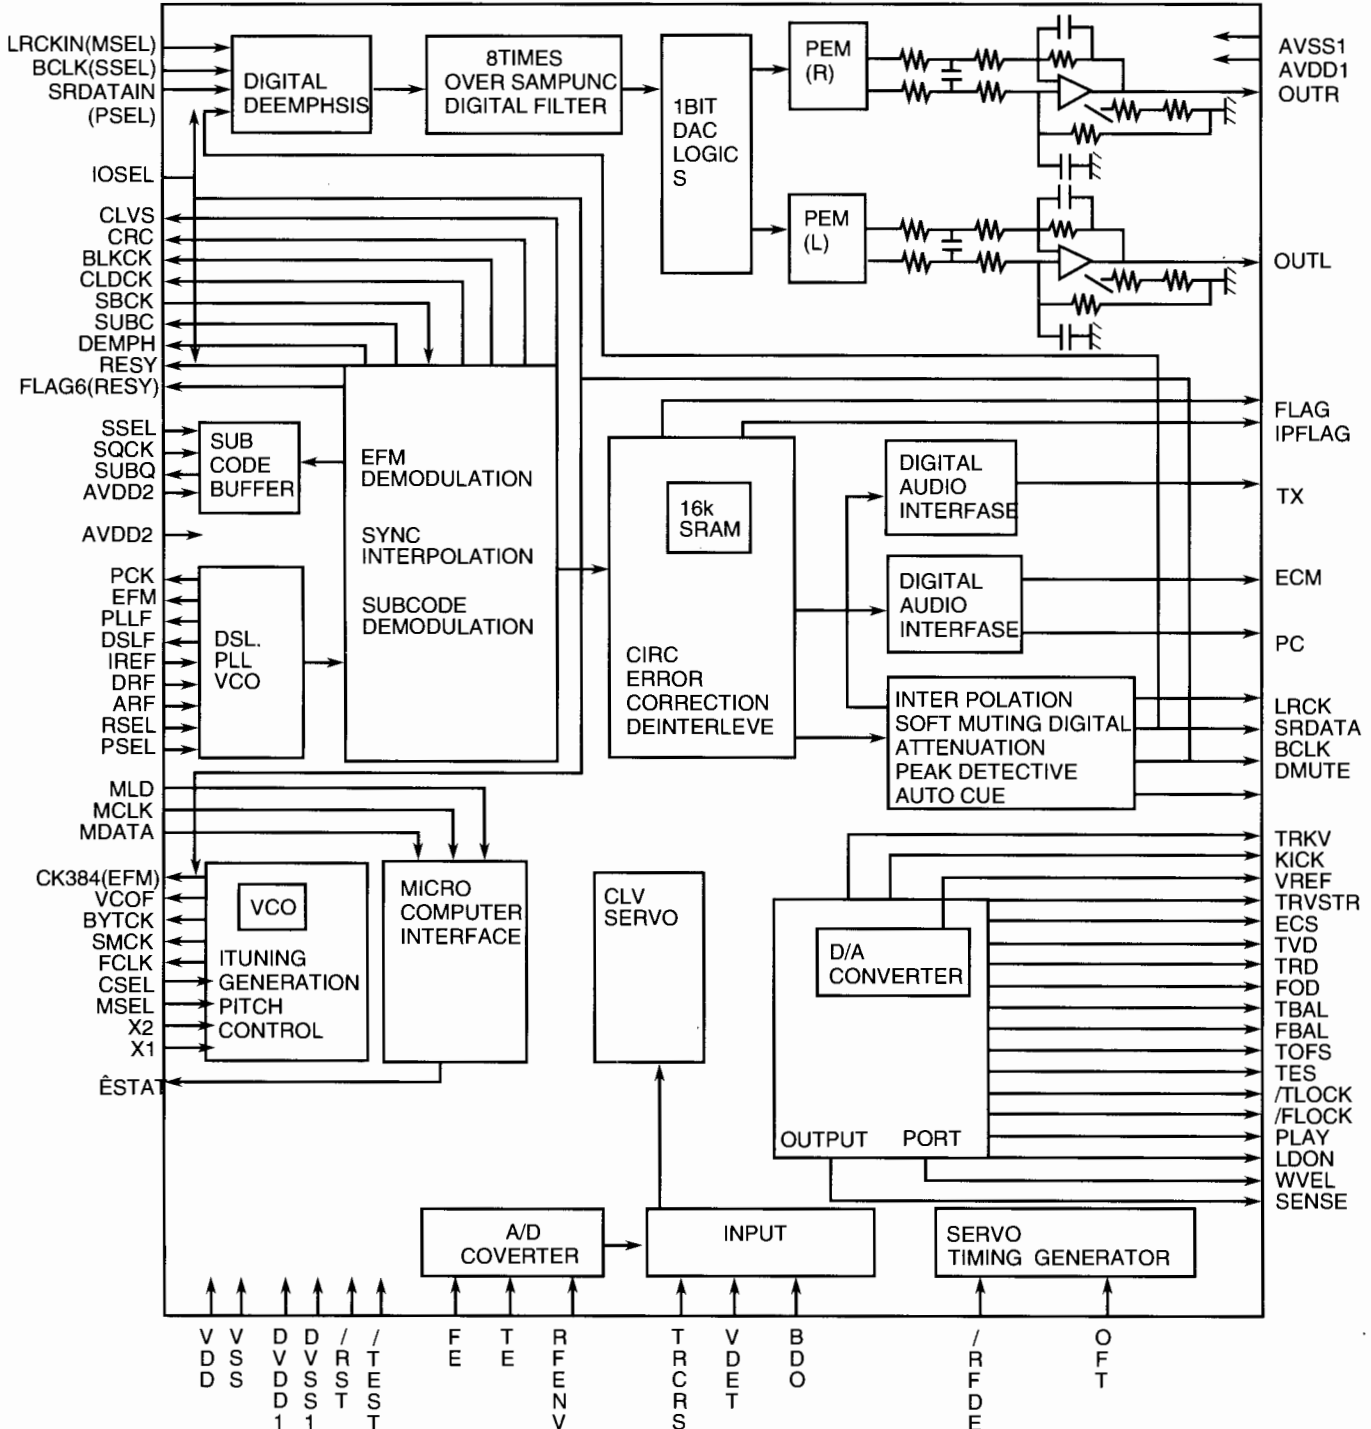 LRCKIN(MSEL)
BCLK(SSEL)
SRDATAIN
(PSEL)
IOSEL
CLVS
CRC
BLKCK
CLDCK
SBCK
SUBC
DEMPH
RESY
FLAG6(RESY)
SSEL
SQCK
SUBQ
AVDD2
AVDD2
PCK
EFM
PLLF
DSLF
IREF
DRF
ARF
RSEL
PSEL
MLD
MCLK
MDATA
CK384(EFM)
VCOF
BYTCK
SMCK
FCLK
CSEL
MSEL
X2
X1
ÊSTAT
DIGITAL
DEEMPHSIS
8TIMES
OVER SAMPUNC
DIGITAL FILTER
1BIT
DAC
LOGIC
S
PEM
(R)
PEM
(L)
SUB
CODE
BUFFER
EFM
DEMODULATION
SYNC
INTERPOLATION
SUBCODE
DEMODULATION
DSL.
PLL
VCO
16k
SRAM
CIRC
ERROR
CORRECTION
DEINTERLEVE
DIGITAL
AUDIO
INTERFASE
DIGITAL
AUDIO
INTERFASE
INTER POLATION
SOFT MUTING DIGITAL
ATTENUATION
PEAK DETECTIVE
AUTO CUE
VCO
ITUNING
GENERATION
PITCH
CONTROL
MICRO
COMPUTER
INTERFACE
CLV
SERVO
D/A
CONVERTER
OUTPUT PORT
A/D
COVERTER
INPUT
SERVO
TIMING GENERATOR
AVSS1
AVDD1
OUTR
OUTL
FLAG
IPFLAG
TX
ECM
PC
LRCK
SRDATA
BCLK
DMUTE
TRKV
KICK
VREF
TRVSTR
ECS
TVD
TRD
FOD
TBAL
FBAL
TOFS
TES
/TLOCK
/FLOCK
PLAY
LDON
WVEL
SENSE
VDD
VSS
DVDD1
DVSS1
/RST
/TEST
FE
TE
RFENV
TRCRS
VDET
BDO
/RFDE
OFT